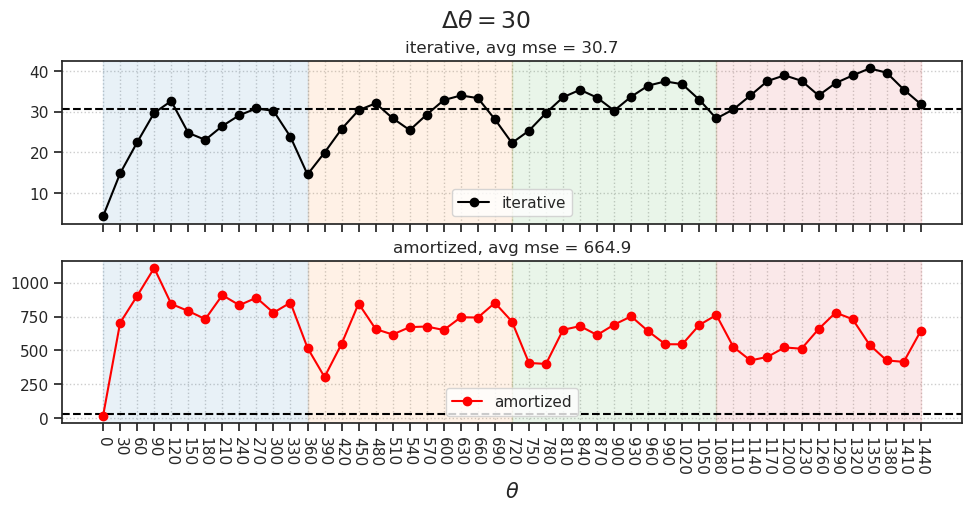 Δθ = 30
iterative, avg mse = 30.7
40
30
20
10
iterative
amortized, avg mse = 664.9
1000
750
500
250
0
amortized
0 30 60 90 120 150 180 210 240 270 300 330 360 390 420 450 480 510 540 570 600 630 660 690 720 750 780 810 840 870 900 930 960 990 1020 1050 1080 1110 1140 1170 1200 1230 1260 1290 1320 1350 1380 1410 1440
θ